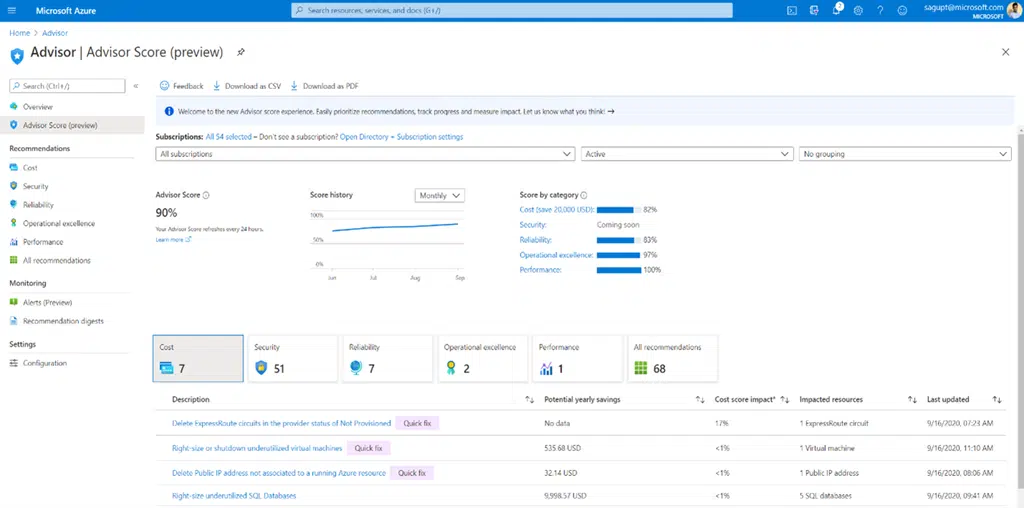 Microsoft Azure
Search resources, services, and docs (G+/)
2
sagupt@microsoft.com
MICROSOFT
Home > Advisor
Advisor | Advisor Score (preview)
Search (Ctrl+/)
Overview
Advisor Score (preview)
Recommendations
Cost
Security
Reliability
Operational excellence
Performance
All recommendations
Monitoring
Alerts (Preview)
Recommendation digests
Settings
Configuration
Feedback
Download as CSV
Download as PDF
Welcome to the new Advisor score experience. Easily prioritize recommendations, track progress and measure impact. Let us know what you think! →
Subscriptions: All 54 selected – Don't see a subscription? Open Directory + Subscription settings
All subscriptions
Active
No grouping
Advisor Score
90%
Your Advisor Score refreshes every 24 hours.
Learn more
Score history
Monthly
100%
50%
0%
Jun Jul Aug Sep
Score by category
Cost (save 20,000 USD): 82%
Security: Coming soon
Reliability: 83%
Operational excellence: 97%
Performance: 100%
Cost
7
Security
51
Reliability
7
Operational excellence
2
Performance
1
All recommendations
68
Description Potential yearly savings Cost score impact* Impacted resources Last updated
Delete ExpressRoute circuits in the provider status of Not Provisioned Quick fix No data 17% 1 ExpressRoute circuit 9/16/2020, 07:23 AM
Right-size or shutdown underutilized virtual machines Quick fix 535.68 USD <1% 1 Virtual machine 9/16/2020, 11:10 AM
Delete Public IP address not associated to a running Azure resource Quick fix 32.14 USD <1% 1 Public IP address 9/16/2020, 08:06 AM
Right-size underutilized SQL Databases 9,998.57 USD <1% 5 SQL databases 9/16/2020, 09:41 AM